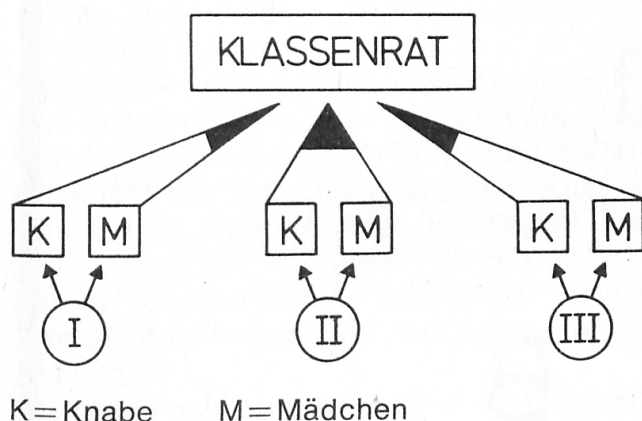 KLASSENRAT
K M K M K M
I II III
K=Knabe M=Mädchen